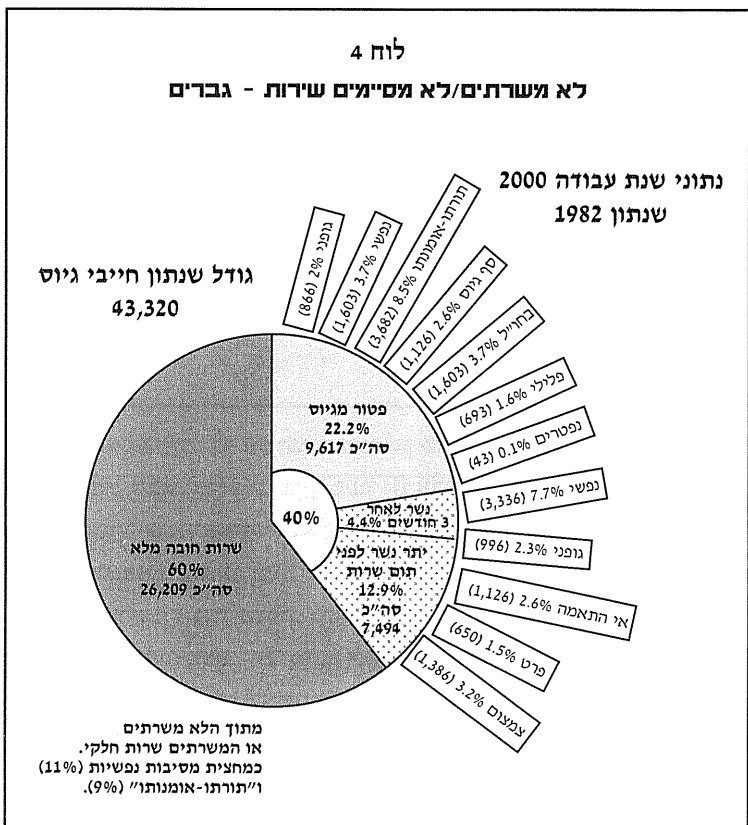 לוח 4
לא משרתים/לא מסיימים שירות - גברים
נתוני שנת עבודה 2000
שנתון 1982
גודל שנתון חייבי גיוס
43,320
גופני 2% (866)
נפשי 3.7% (1,603)
תורתו-אומונתו 8.5% (3,682)
סף גיוס 2.6% (1,126)
בחו״ל 3.7% (1,603)
פלילי 1.6% (693)
נפטרים 0.1% (43)
נפשי 7.7% (3,336)
גופני 2.3% (996)
אי התאמה 2.6% (1,126)
פרט 1.5% (650)
צמצום 3.2% (1,386)
פטור מגיוס
22.2%
סה״כ 9,617
נשר לאחר
3 חודשים 4.4%
40%
יתר נשר לפני
תום שרות
12.9%
סה״כ
7,494
שרות חובה מלא
60%
סה״כ 26,209
מתוך הלא משרתים
או המשרתים שרות חלקי.
כמחצית מסיבות נפשיות (11%)
ו״תורתו-אומנותו״ (9%).